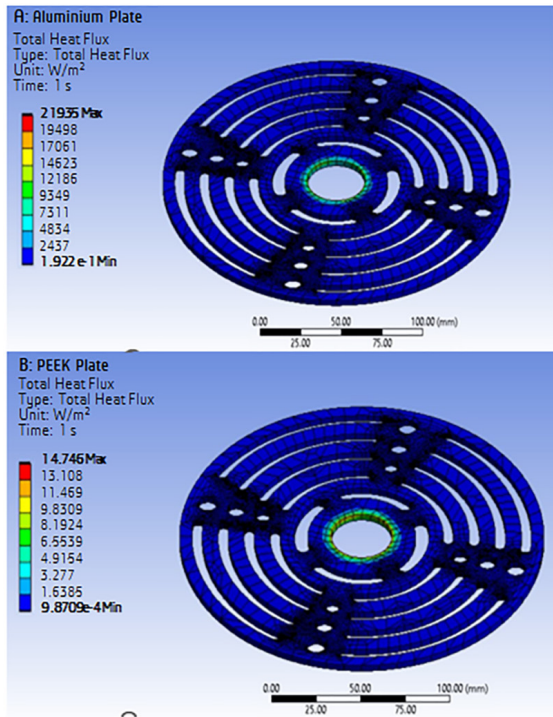 A: Aluminium Plate
Total Heat Flux
Type: Total Heat Flux
Unit: W/m²
Time: 1 s
21935 Max
19498
17061
14623
12186
9349
7311
4834
2437
1.922e-1 Min
0.00 50.00 100.00 (mm)
25.00 75.00
B: PEEK Plate
Total Heat Flux
Type: Total Heat Flux
Unit: W/m²
Time: 1 s
14.746 Max
13.108
11.469
9.8309
8.1924
6.5539
4.9154
3.277
1.6385
9.8709e-4 Min
0.00 50.00 100.00 (mm)
25.00 75.00